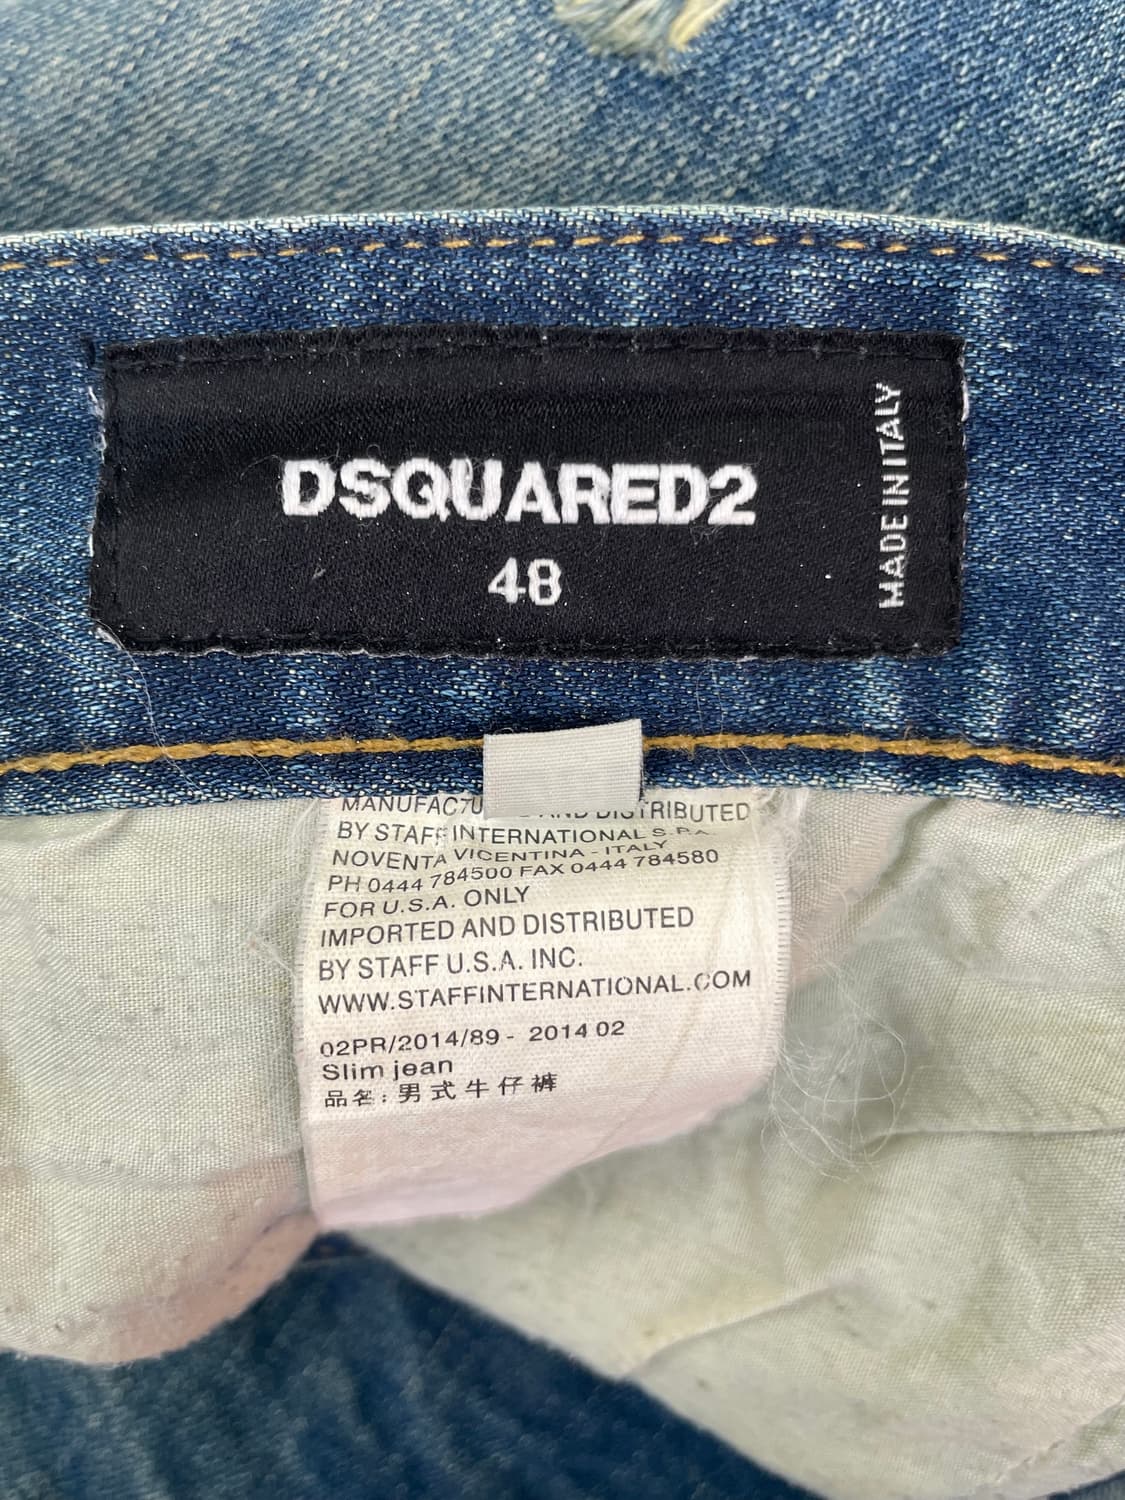 DSQUARED2
48
MADE IN ITALY
AND DISTRIBUTED
BY STAFF INTERNATIONAL S.P.A.
NOVENTA VICENTINA - ITALY
PH 0444 784500 FAX 0444 784580
FOR U.S.A. ONLY
IMPORTED AND DISTRIBUTED
BY STAFF U.S.A. INC.
WWW.STAFFINTERNATIONAL.COM
02PR/2014/89 - 2014 02
Slim jean
品名: 男式牛仔裤